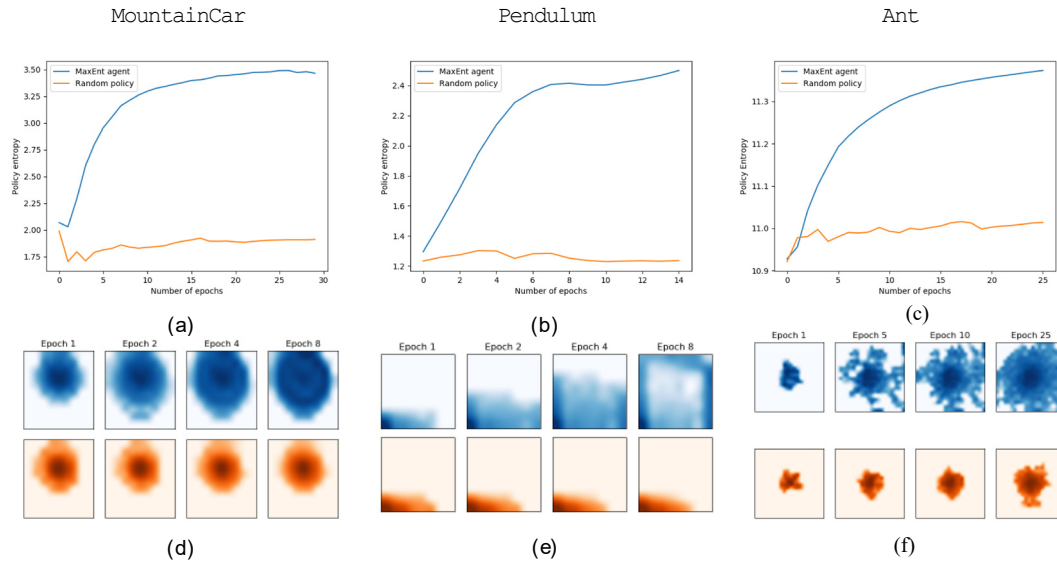 MountainCar
Pendulum
Ant
3.50
3.25
3.00
2.75
2.50
2.25
2.00
1.75
Policy entropy
MaxEnt agent
Random policy
0 5 10 15 20 25 30
Number of epochs
(a)
2.4
2.2
2.0
1.8
1.6
1.4
1.2
Policy entropy
MaxEnt agent
Random policy
0 2 4 6 8 10 12 14
Number of epochs
(b)
11.3
11.2
11.1
11.0
10.9
Policy Entropy
MaxEnt agent
Random policy
0 5 10 15 20 25
Number of epochs
(c)
Epoch 1 Epoch 2 Epoch 4 Epoch 8
(d)
Epoch 1 Epoch 2 Epoch 4 Epoch 8
(e)
Epoch 1 Epoch 5 Epoch 10 Epoch 25
(f)